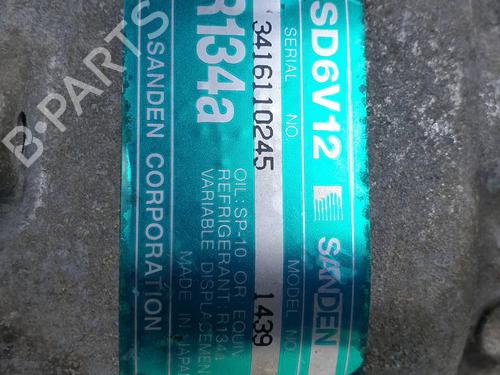 SD6V12 SANDEN
SERIAL NO. MODEL NO
3416110245 1439
R134a
OIL: SP-10 OR EQUIV
REFRIGERANT: R134a
VARIABLE DISPLACEMEN
SANDEN CORPORATION
MADE IN JAPAN
B-PARTS